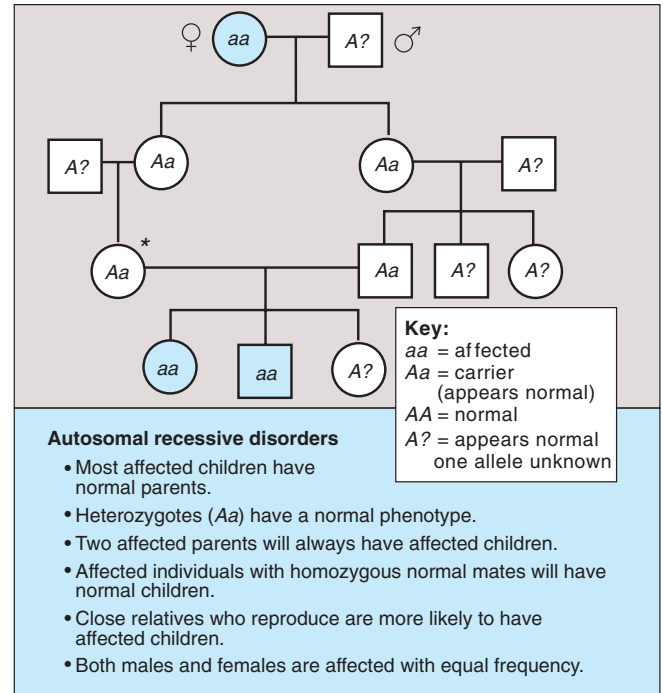 ♀ aa A? ♂
A? Aa Aa A?
Aa * Aa A? A?
aa aa A?
Key:
aa = affected
Aa = carrier
(appears normal)
AA = normal
A? = appears normal
one allele unknown
Autosomal recessive disorders
• Most affected children have
normal parents.
• Heterozygotes (Aa) have a normal phenotype.
• Two affected parents will always have affected children.
• Affected individuals with homozygous normal mates will have
normal children.
• Close relatives who reproduce are more likely to have
affected children.
• Both males and females are affected with equal frequency.